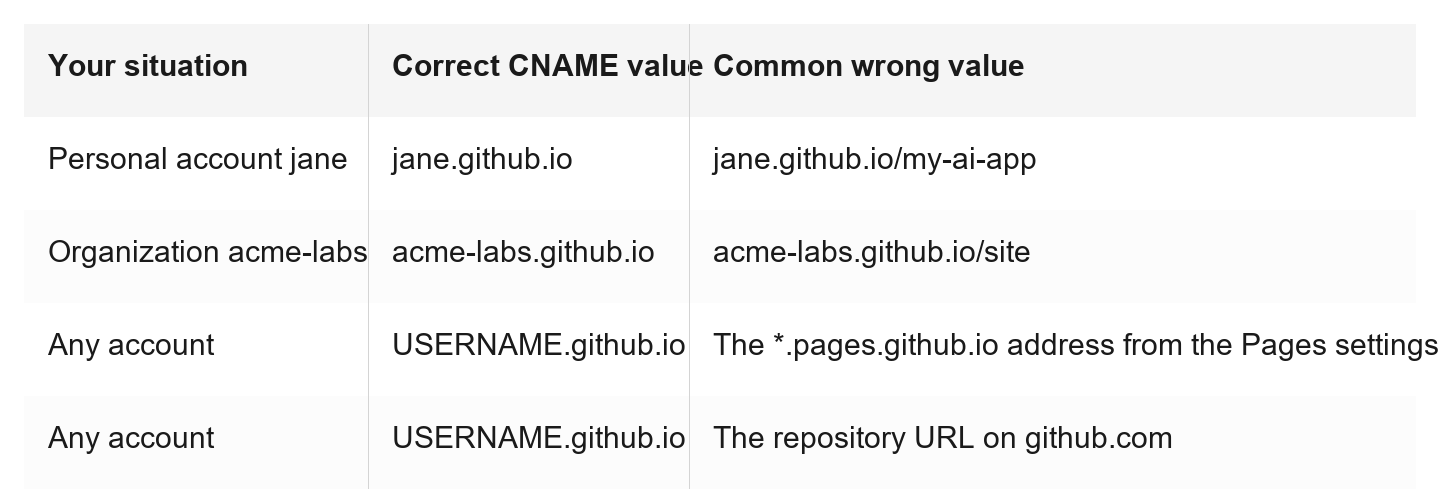 Your situation Correct CNAME value Common wrong value
Personal account jane jane.github.io jane.github.io/my-ai-app
Organization acme-labs acme-labs.github.io acme-labs.github.io/site
Any account USERNAME.github.io The *.pages.github.io address from the Pages settings
Any account USERNAME.github.io The repository URL on github.com